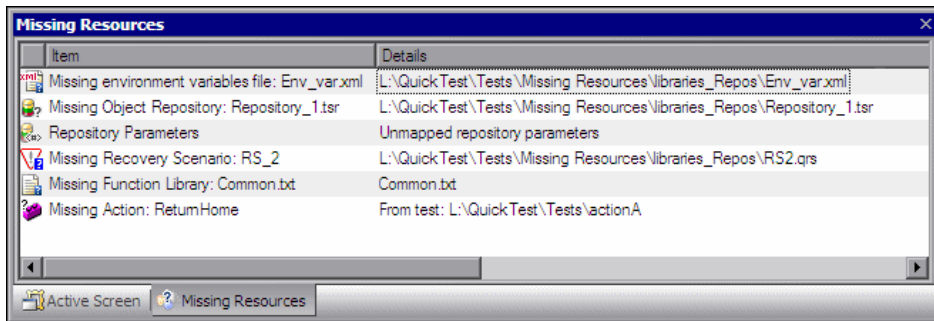 Missing Resources
Item Details
Missing environment variables file: Env_var.xml L:\QuickTest\Tests\Missing Resources\libraries_Repos\Env_var.xml
Missing Object Repository: Repository_1.tsr L:\QuickTest\Tests\Missing Resources\libraries_Repos\Repository_1.tsr
Repository Parameters Unmapped repository parameters
Missing Recovery Scenario: RS_2 L:\QuickTest\Tests\Missing Resources\libraries_Repos\RS2.qrs
Missing Function Library: Common.txt Common.txt
Missing Action: ReturnHome From test: L:\QuickTest\Tests\actionA
Active Screen Missing Resources